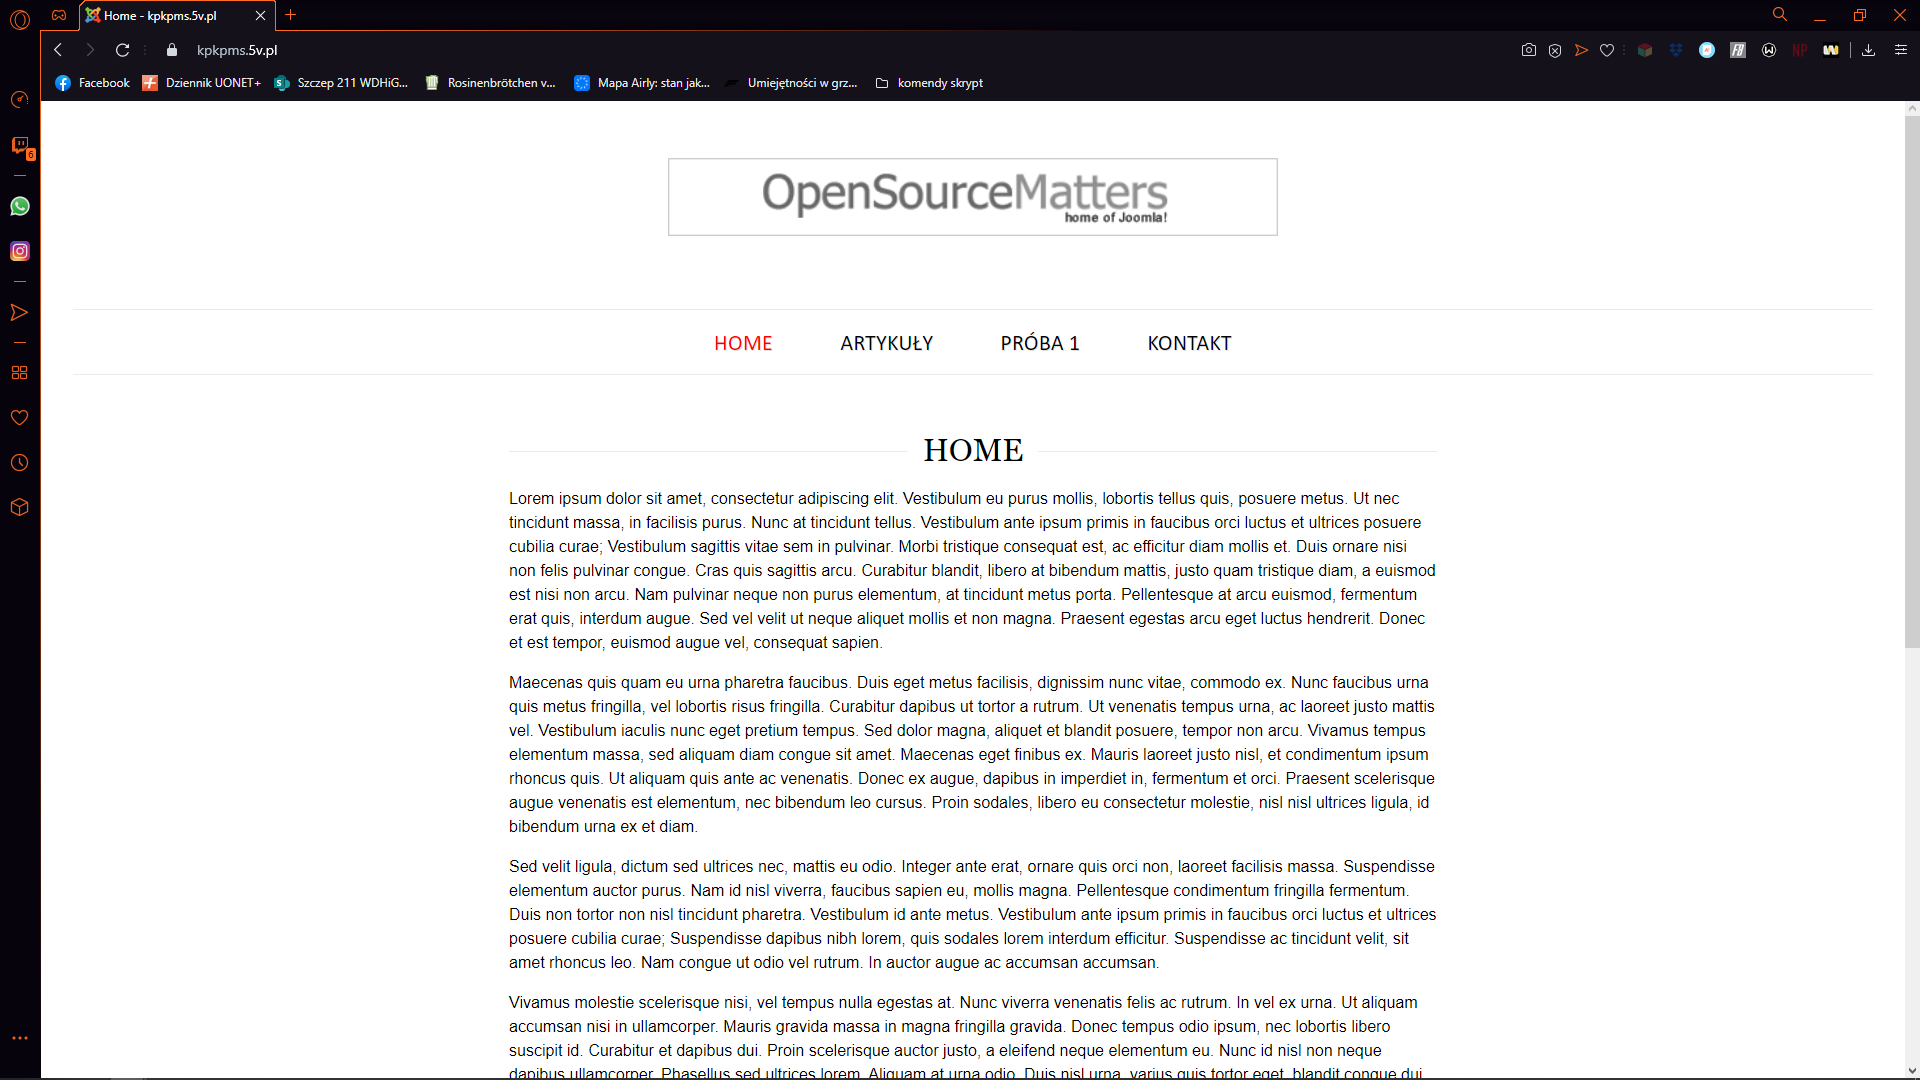 Home - kpkpms.5v.pl
kpkpms.5v.pl
Facebook
Dziennik UONET+
Szczep 211 WDHiG...
Rosinenbrötchen v...
Mapa Airly: stan jak...
Umiejętności w grz...
komendy skrypt
6
OpenSourceMatters
home of Joomla!
HOME ARTYKUŁY PRÓBA 1 KONTAKT
HOME
Lorem ipsum dolor sit amet, consectetur adipiscing elit. Vestibulum eu purus mollis, lobortis tellus quis, posuere metus. Ut nec
tincidunt massa, in facilisis purus. Nunc at tincidunt tellus. Vestibulum ante ipsum primis in faucibus orci luctus et ultrices posuere
cubilia curae; Vestibulum sagittis vitae sem in pulvinar. Morbi tristique consequat est, ac efficitur diam mollis et. Duis ornare nisi
non felis pulvinar congue. Cras quis sagittis arcu. Curabitur blandit, libero at bibendum mattis, justo quam tristique diam, a euismod
est nisi non arcu. Nam pulvinar neque non purus elementum, at tincidunt metus porta. Pellentesque at arcu euismod, fermentum
erat quis, interdum augue. Sed vel velit ut neque aliquet mollis et non magna. Praesent egestas arcu eget luctus hendrerit. Donec
et est tempor, euismod augue vel, consequat sapien.
Maecenas quis quam eu urna pharetra faucibus. Duis eget metus facilisis, dignissim nunc vitae, commodo ex. Nunc faucibus urna
quis metus fringilla, vel lobortis risus fringilla. Curabitur dapibus ut tortor a rutrum. Ut venenatis tempus urna, ac laoreet justo mattis
vel. Vestibulum iaculis nunc eget pretium tempus. Sed dolor magna, aliquet et blandit posuere, tempor non arcu. Vivamus tempus
elementum massa, sed aliquam diam congue sit amet. Maecenas eget finibus ex. Mauris laoreet justo nisl, et condimentum ipsum
rhoncus quis. Ut aliquam quis ante ac venenatis. Donec ex augue, dapibus in imperdiet in, fermentum et orci. Praesent scelerisque
augue venenatis est elementum, nec bibendum leo cursus. Proin sodales, libero eu consectetur molestie, nisl nisl ultrices ligula, id
bibendum urna ex et diam.
Sed velit ligula, dictum sed ultrices nec, mattis eu odio. Integer ante erat, ornare quis orci non, laoreet facilisis massa. Suspendisse
elementum auctor purus. Nam id nisl viverra, faucibus sapien eu, mollis magna. Pellentesque condimentum fringilla fermentum.
Duis non tortor non nisl tincidunt pharetra. Vestibulum id ante metus. Vestibulum ante ipsum primis in faucibus orci luctus et ultrices
posuere cubilia curae; Suspendisse dapibus nibh lorem, quis sodales lorem interdum efficitur. Suspendisse ac tincidunt velit, sit
amet rhoncus leo. Nam congue ut odio vel rutrum. In auctor augue ac accumsan accumsan.
Vivamus molestie scelerisque nisi, vel tempus nulla egestas at. Nunc viverra venenatis felis ac rutrum. In vel ex urna. Ut aliquam
accumsan nisi in ullamcorper. Mauris gravida massa in magna fringilla gravida. Donec tempus odio ipsum, nec lobortis libero
suscipit id. Curabitur et dapibus dui. Proin scelerisque auctor justo, a eleifend neque elementum eu. Nunc id nisl non neque
dapibus ullamcorper. Phasellus sed ultrices lorem. Aliquam at urna odio. Duis nisl urna, varius quis tortor eget, blandit congue dui.